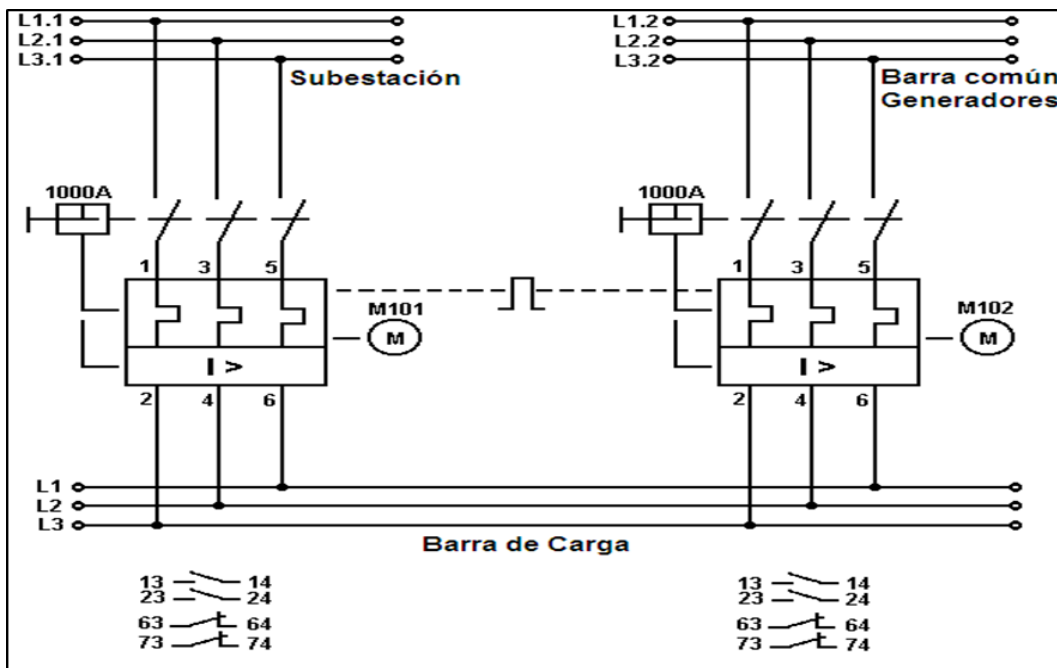 L1.1 L1.2
L2.1 L2.2
L3.1 L3.2
Subestación Barra común
Generadores
1000A 1000A
1 3 5 1 3 5
M101 M102
M M
I > I >
2 4 6 2 4 6
L1
L2
L3
Barra de Carga
13 14 13 14
23 24 23 24
63 64 63 64
73 74 73 74